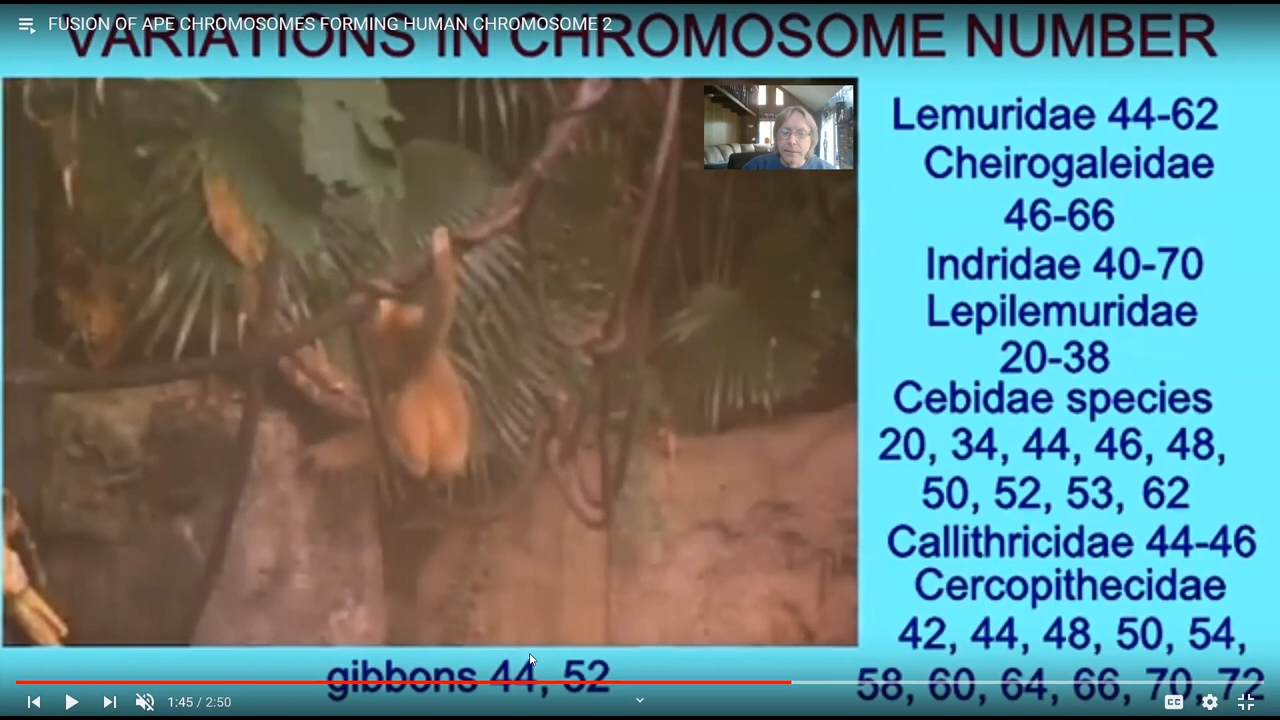 FUSION OF APE CHROMOSOMES FORMING HUMAN CHROMOSOME 2
VARIATIONS IN CHROMOSOME NUMBER
Lemuridae 44-62
Cheirogaleidae
46-66
Indridae 40-70
Lepilemuridae
20-38
Cebidae species
20, 34, 44, 46, 48,
50, 52, 53, 62
Callithricidae 44-46
Cercopithecidae
42, 44, 48, 50, 54,
58, 60, 64, 66, 70, 72
gibbons 44, 52
1:45 / 2:50
CC